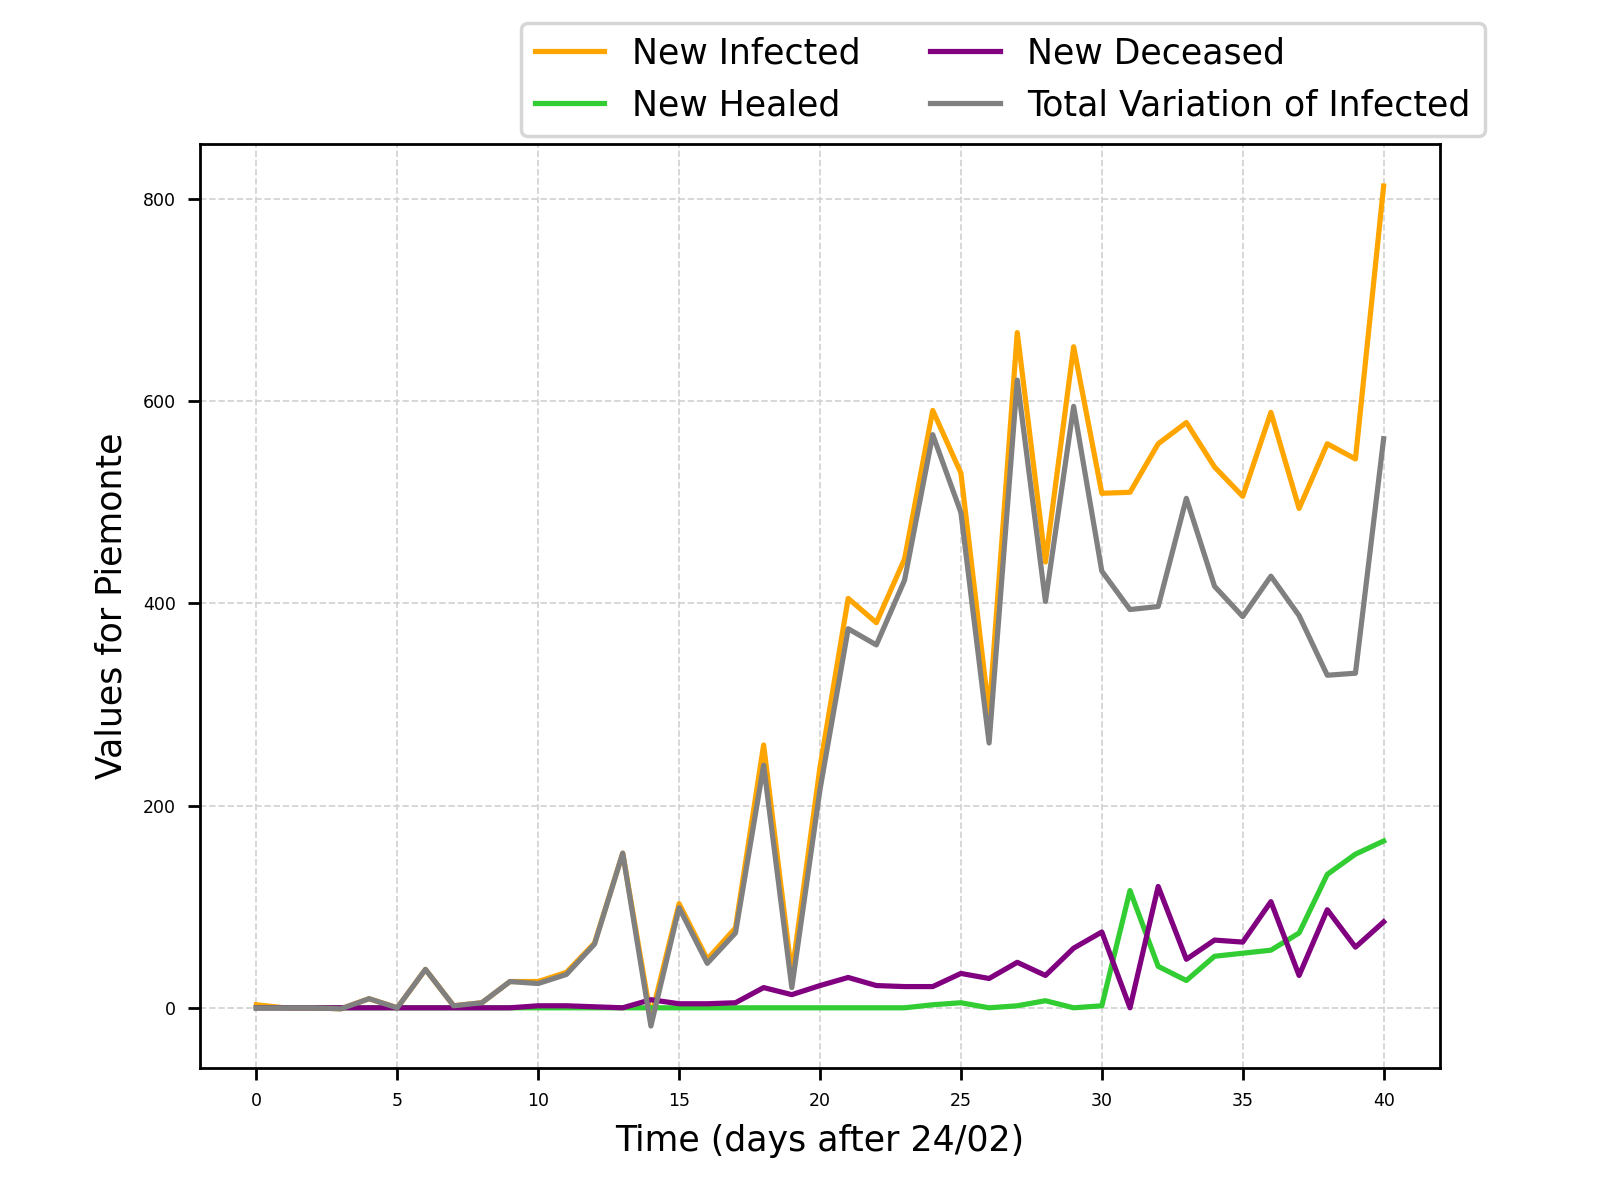 New Infected
New Healed
New Deceased
Total Variation of Infected
Values for Piemonte
800
600
400
200
0
0 5 10 15 20 25 30 35 40
Time (days after 24/02)